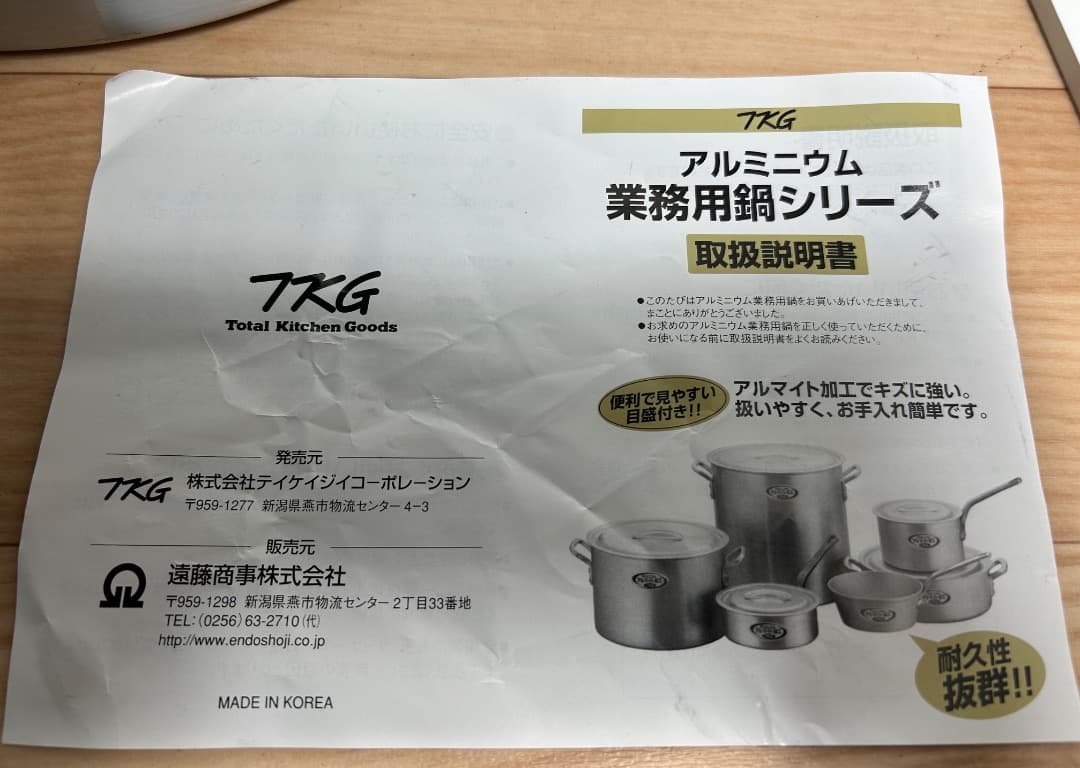 TKG
アルミニウム
業務用鍋シリーズ
取扱説明書
●このたびはアルミニウム業務用鍋をお買いあげいただきまして、
まことにありがとうございました。
●お求めのアルミニウム業務用鍋を正しく使っていただくために、
お使いになる前に取扱説明書をよくお読みください。
便利で見やすい
目盛付き!!
アルマイト加工でキズに強い。
扱いやすく、お手入れ簡単です。
耐久性
抜群!!
TKG
Total Kitchen Goods
発売元
TKG 株式会社テイケイジイコーポレーション
〒959-1277 新潟県燕市物流センター 4-3
販売元
遠藤商事株式会社
〒959-1298 新潟県燕市物流センター 2丁目33番地
TEL:(0256)63-2710(代)
http://www.endoshoji.co.jp
MADE IN KOREA